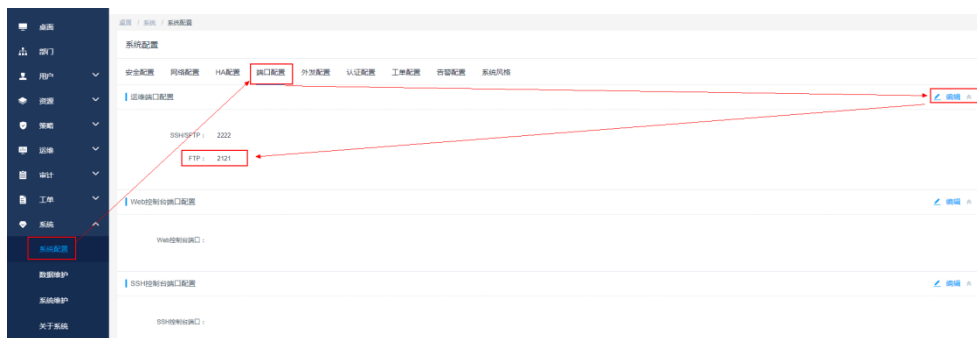 桌面
部门
用户
资源
策略
运维
审计
工单
系统
系统配置
数据维护
系统维护
关于系统
桌面 / 系统 / 系统配置
系统配置
安全配置 网络配置 HA配置 端口配置 外发配置 认证配置 工单配置 告警配置 系统风格
运维端口配置 编辑
SSH/SFTP： 2222
FTP： 2121
Web控制台端口配置 编辑
Web控制台端口：
SSH控制台端口配置 编辑
SSH控制台端口：